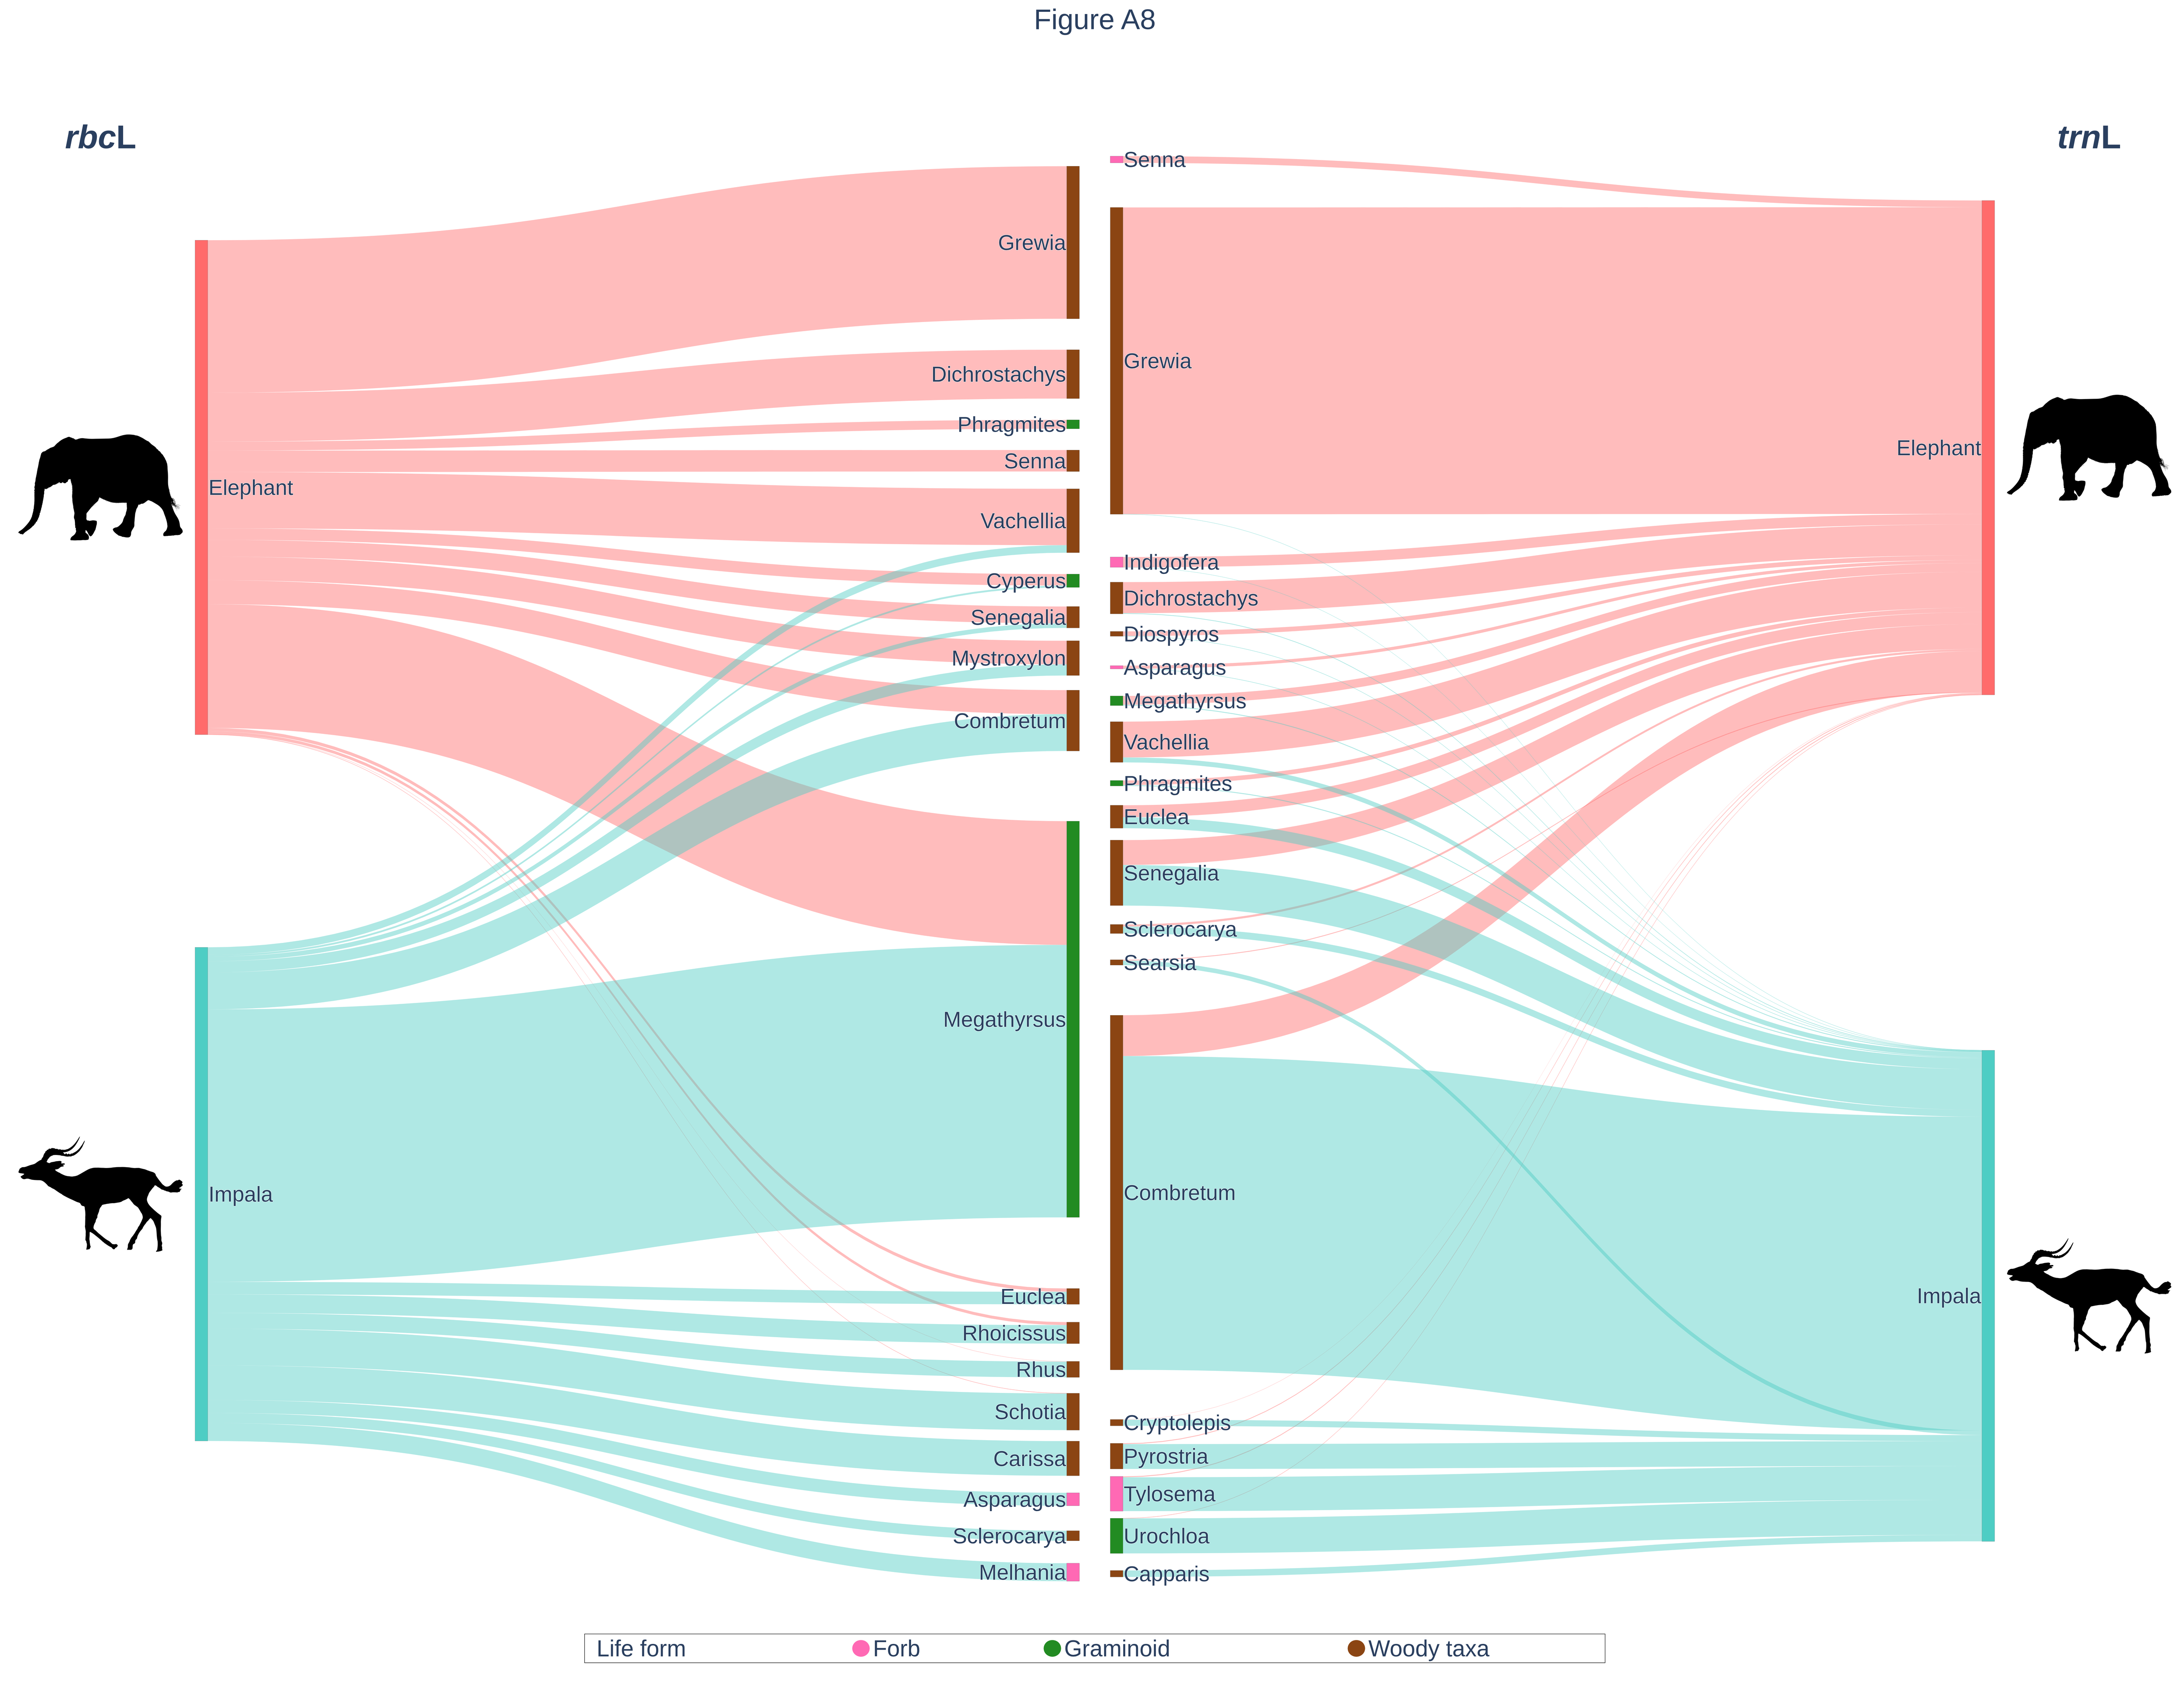 Figure A8
rbcL
trnL
Elephant
Impala
Grewia
Dichrostachys
Phragmites
Senna
Vachellia
Cyperus
Senegalia
Mystroxylon
Combretum
Megathyrsus
Euclea
Rhoicissus
Rhus
Schotia
Carissa
Asparagus
Sclerocarya
Melhania
Senna
Grewia
Indigofera
Dichrostachys
Diospyros
Asparagus
Megathyrsus
Vachellia
Phragmites
Euclea
Senegalia
Sclerocarya
Searsia
Combretum
Cryptolepis
Pyrostria
Tylosema
Urochloa
Capparis
Elephant
Impala
Life form Forb Graminoid Woody taxa